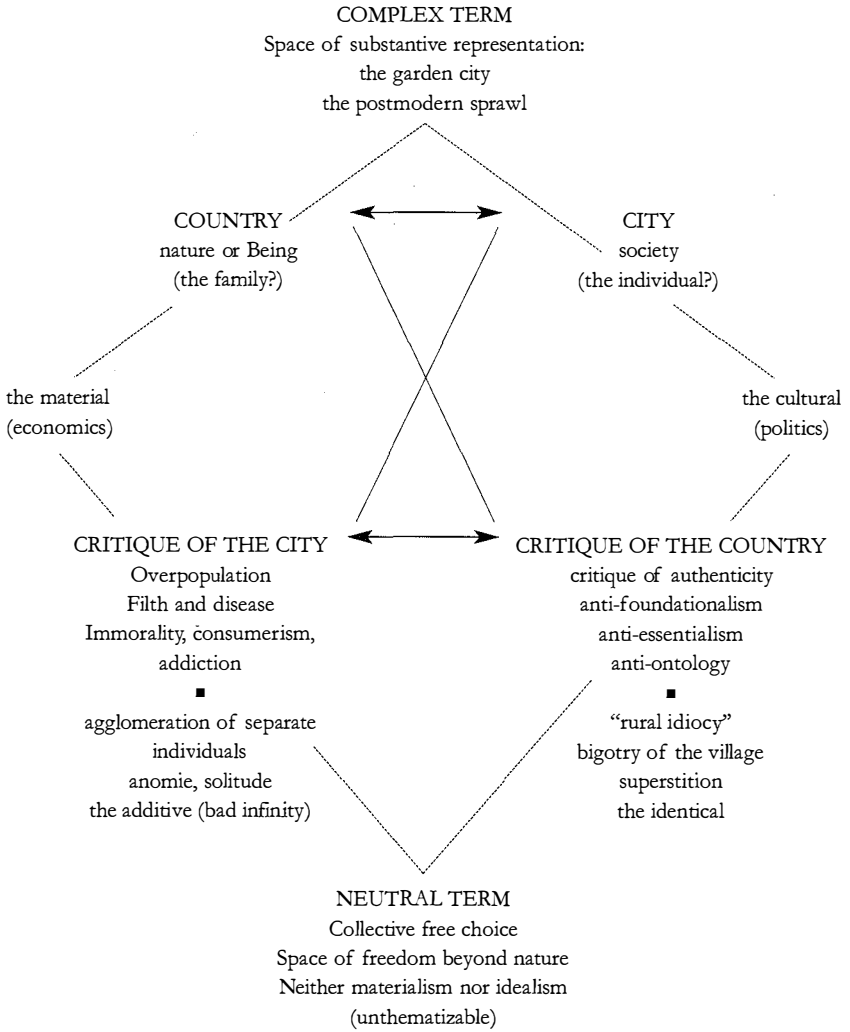 COMPLEX TERM
Space of substantive representation:
the garden city
the postmodern sprawl
COUNTRY
nature or Being
(the family?)
CITY
society
(the individual?)
the material
(economics)
the cultural
(politics)
CRITIQUE OF THE CITY
Overpopulation
Filth and disease
Immorality, consumerism,
addiction
■
agglomeration of separate
individuals
anomie, solitude
the additive (bad infinity)
CRITIQUE OF THE COUNTRY
critique of authenticity
anti-foundationalism
anti-essentialism
anti-ontology
■
“rural idiocy”
bigotry of the village
superstition
the identical
NEUTRAL TERM
Collective free choice
Space of freedom beyond nature
Neither materialism nor idealism
(unthematizable)